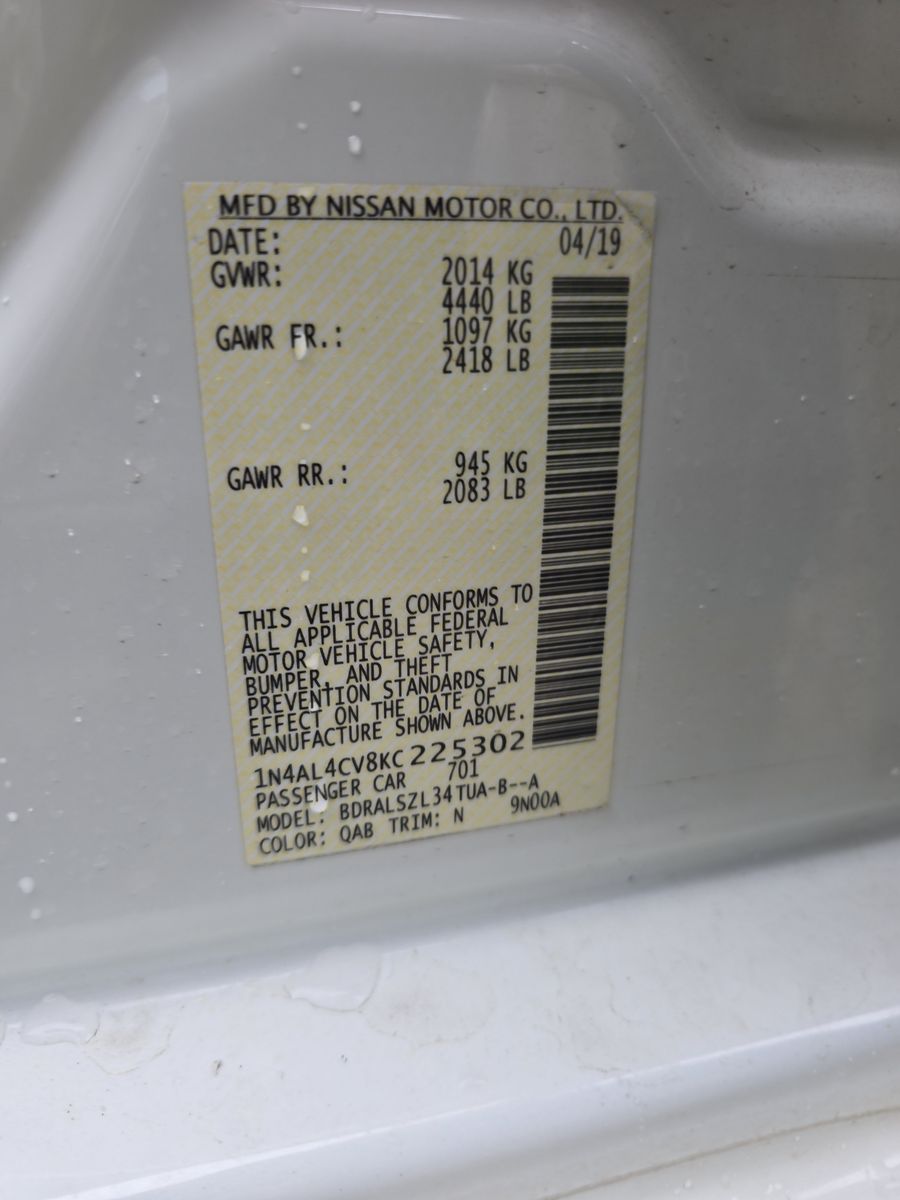 MFD BY NISSAN MOTOR CO., LTD.
DATE: 04/19
GVWR: 2014 KG
4440 LB
GAWR FR.: 1097 KG
2418 LB
GAWR RR.: 945 KG
2083 LB
THIS VEHICLE CONFORMS TO
ALL APPLICABLE FEDERAL
MOTOR VEHICLE SAFETY,
BUMPER, AND THEFT
PREVENTION STANDARDS IN
EFFECT ON THE DATE OF
MANUFACTURE SHOWN ABOVE.
1N4AL4CV8KC225302
PASSENGER CAR 701
MODEL: BDRALSZL34TUA-B--A
COLOR: QAB TRIM: N 9N00A